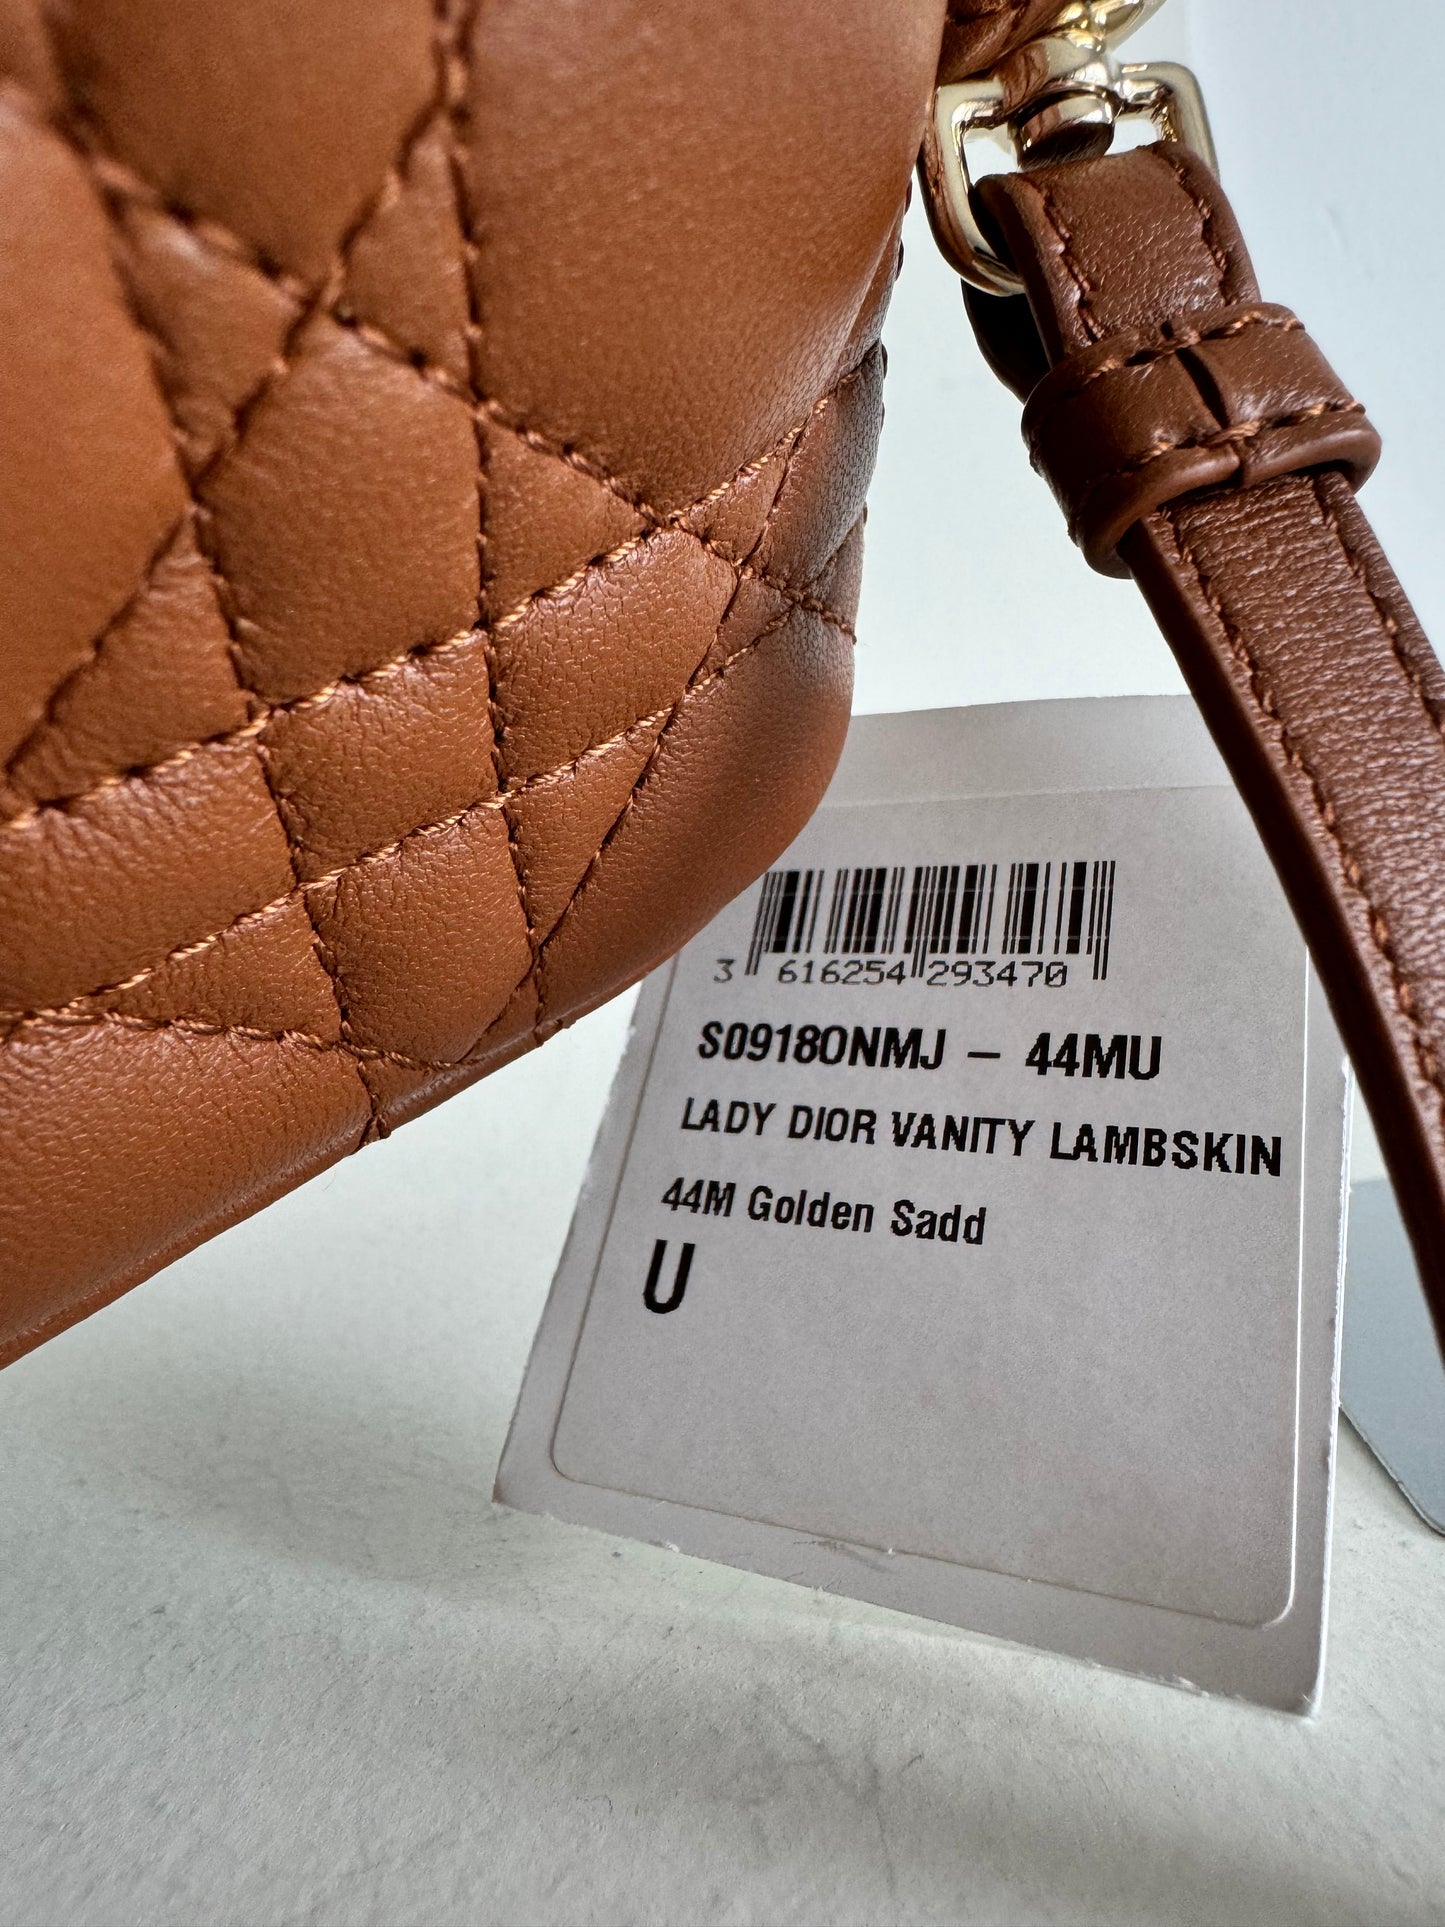 3 616254 293470
S0918ONMJ – 44MU
LADY DIOR VANITY LAMBSKIN
44M Golden Sadd
U